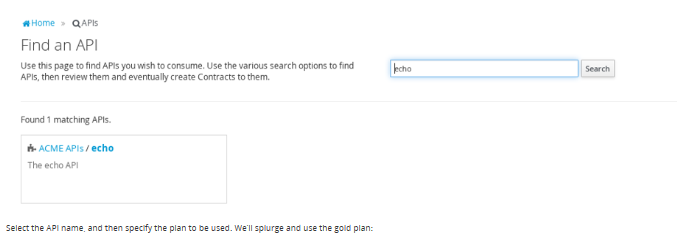 Home » APIs
Find an API
Use this page to find APIs you wish to consume. Use the various search options to find
APIs, then review them and eventually create Contracts to them.
echo
Search
Found 1 matching APIs.
ACME APIs / echo
The echo API
Select the API name, and then specify the plan to be used. We'll splurge and use the gold plan: